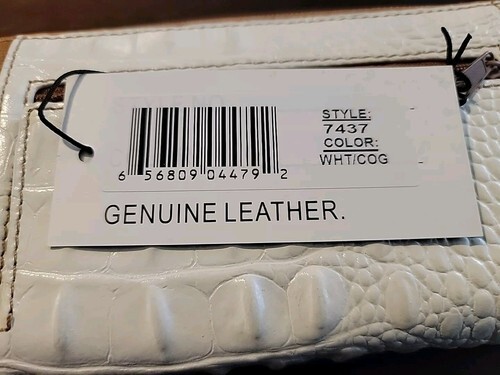 STYLE:
7437
COLOR:
WHT/COG
6 56809 04479 2
GENUINE LEATHER.